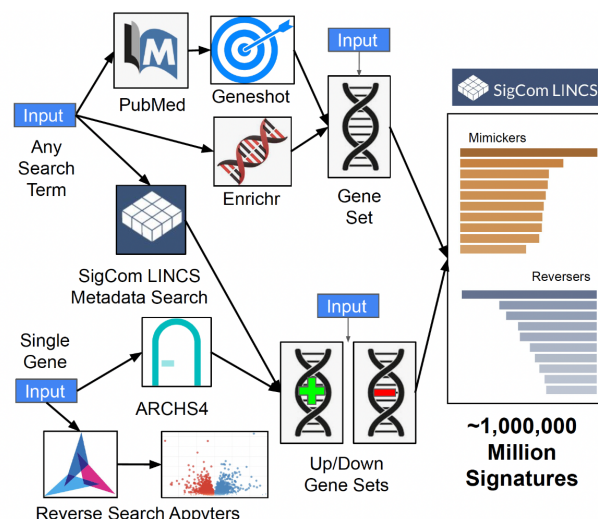 Input
Any
Search
Term
M
PubMed
Geneshot
Enrichr
Input
Gene
Set
SigCom LINCS
Mimickers
Reversers
~1,000,000
Million
Signatures
SigCom LINCS
Metadata Search
Single
Gene
Input
ARCHS4
Input
Up/Down
Gene Sets
Reverse Search Appyters